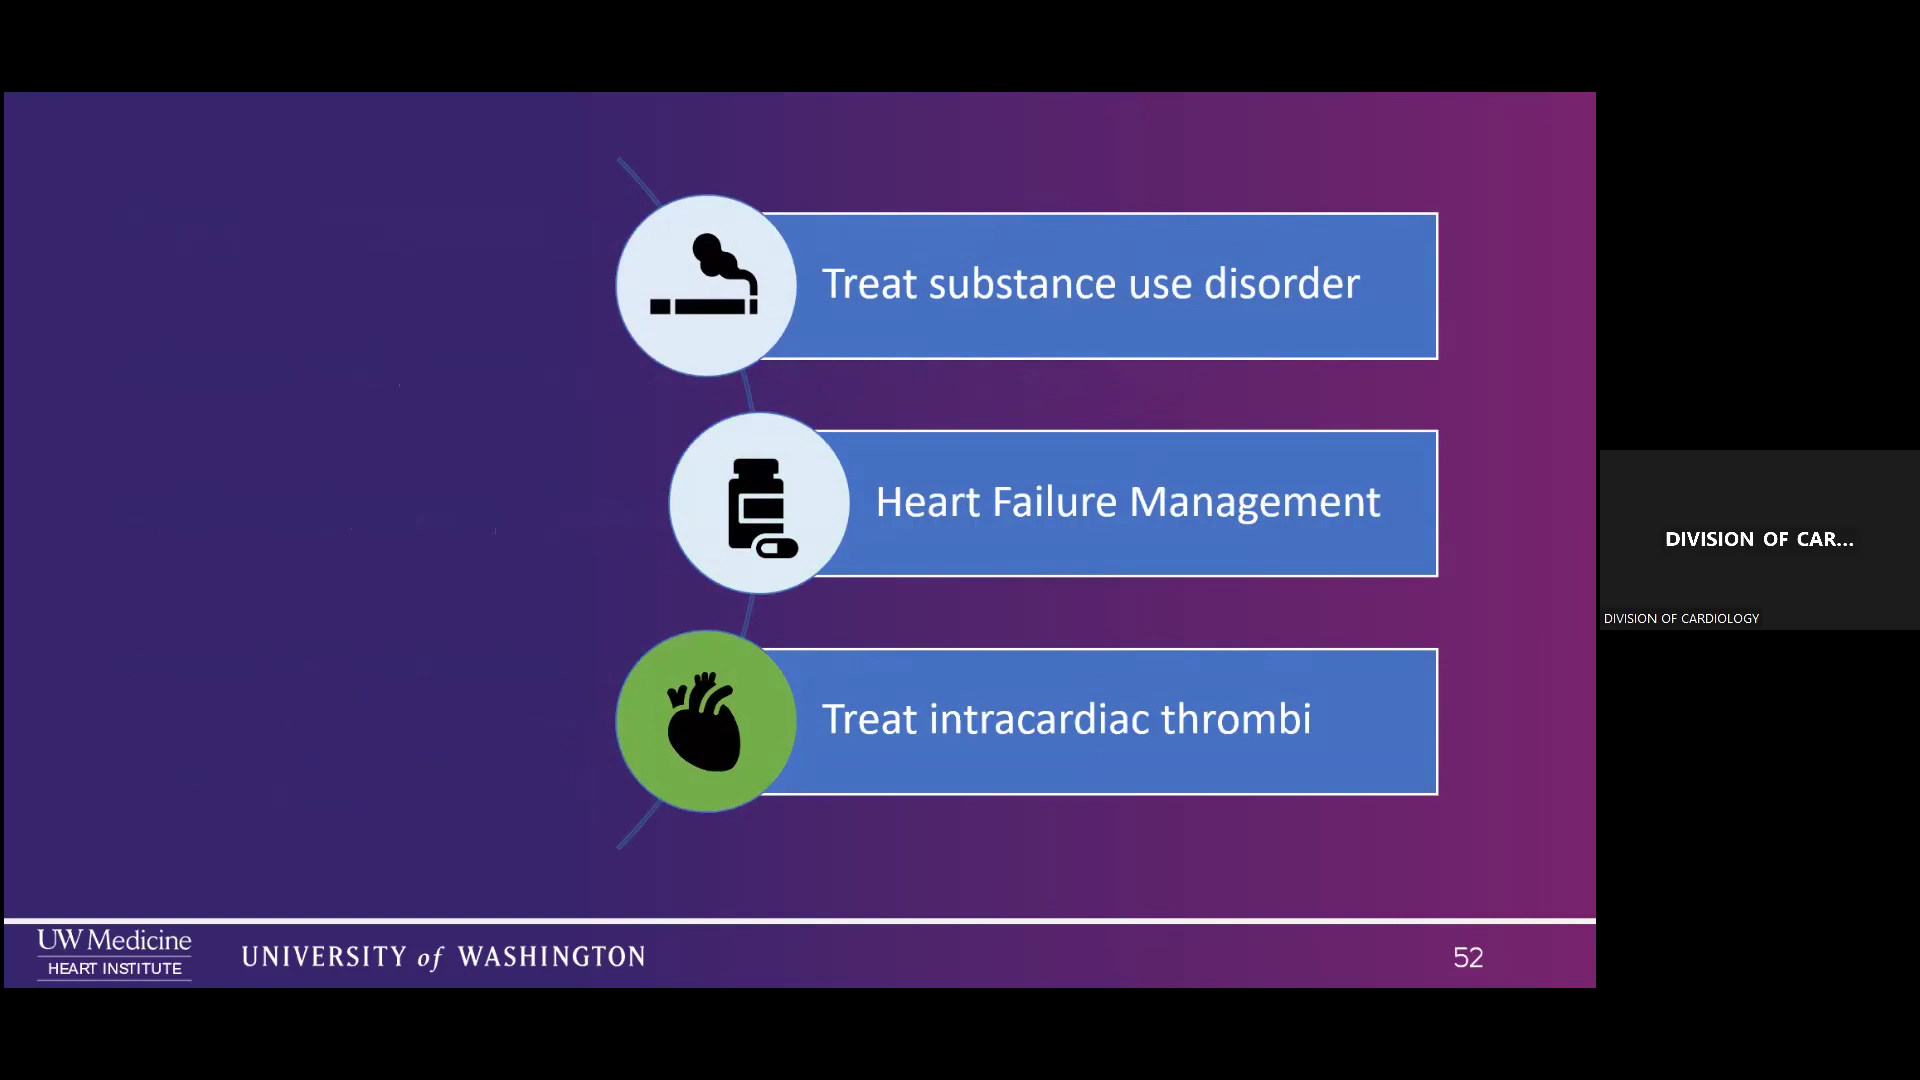 Treat substance use disorder
Heart Failure Management
Treat intracardiac thrombi
DIVISION OF CAR...
DIVISION OF CARDIOLOGY
UW Medicine
HEART INSTITUTE
UNIVERSITY of WASHINGTON
52